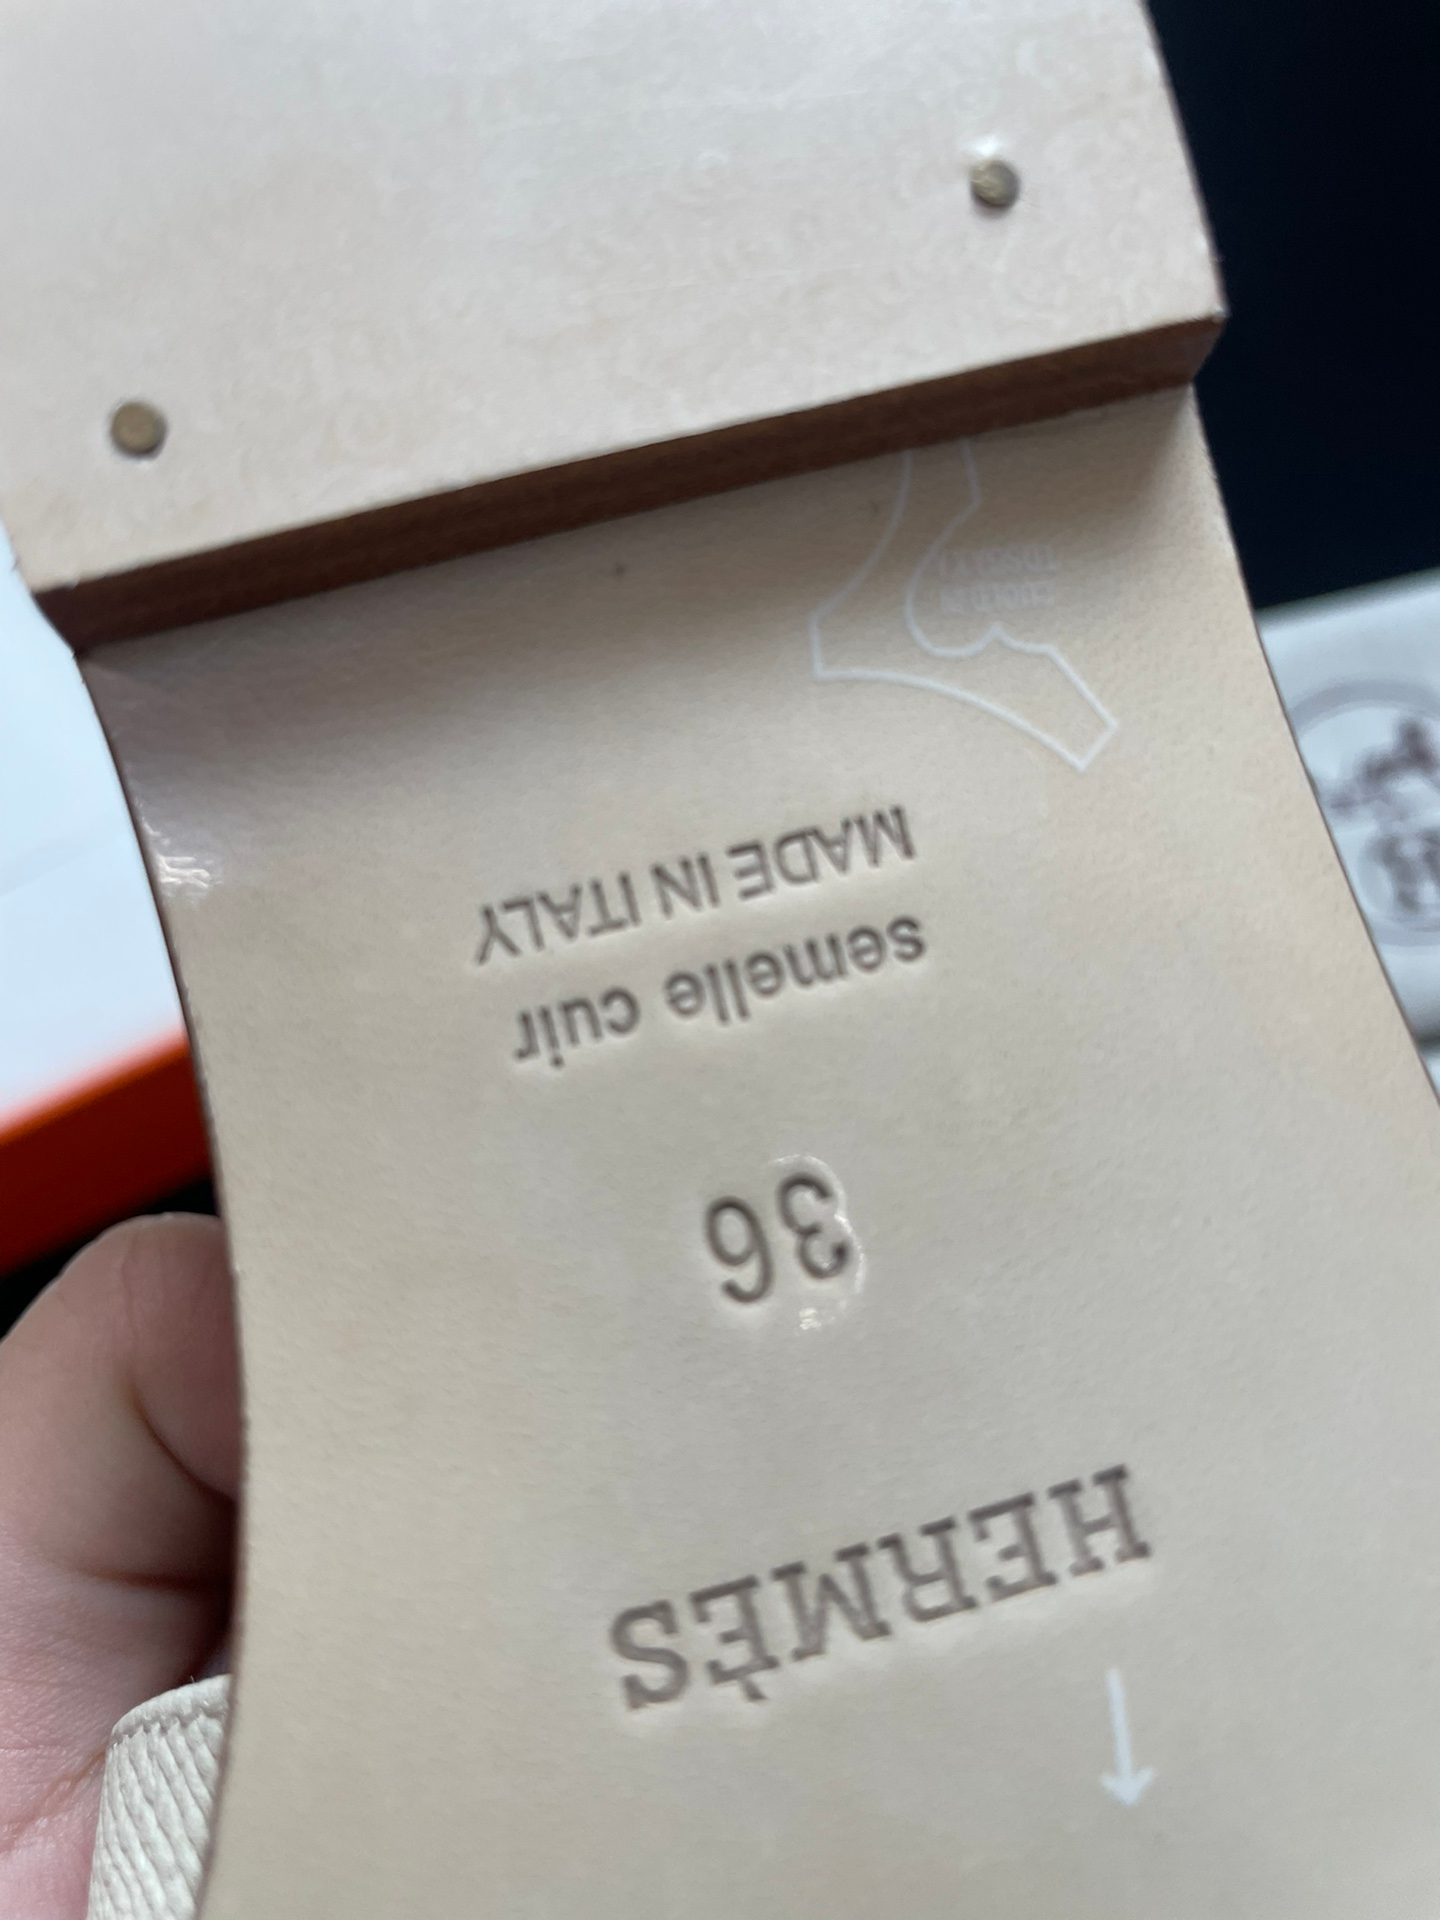 HERMÈS
36
semelle cuir
MADE IN ITALY